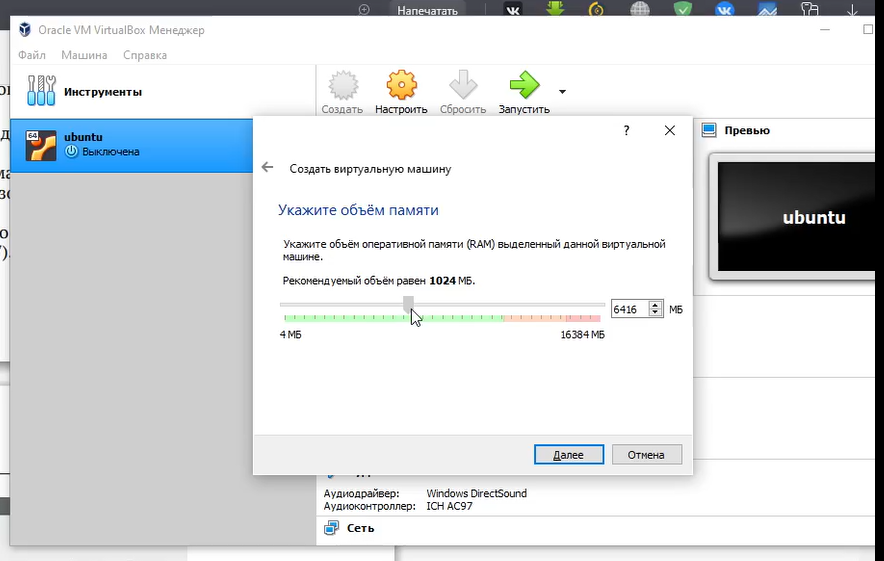 Напечатать
Oracle VM VirtualBox Менеджер
Файл Машина Справка
Инструменты
Создать Настроить Сбросить Запустить
64
ubuntu
Выключена
?
Превью
ubuntu
Создать виртуальную машину
Укажите объём памяти
Укажите объём оперативной памяти (RAM) выделенный данной виртуальной
машине.
Рекомендуемый объём равен 1024 МБ.
6416 МБ
4 МБ 16384 МБ
Далее Отмена
Аудиодрайвер: Windows DirectSound
Аудиоконтроллер: ICH AC97
Сеть